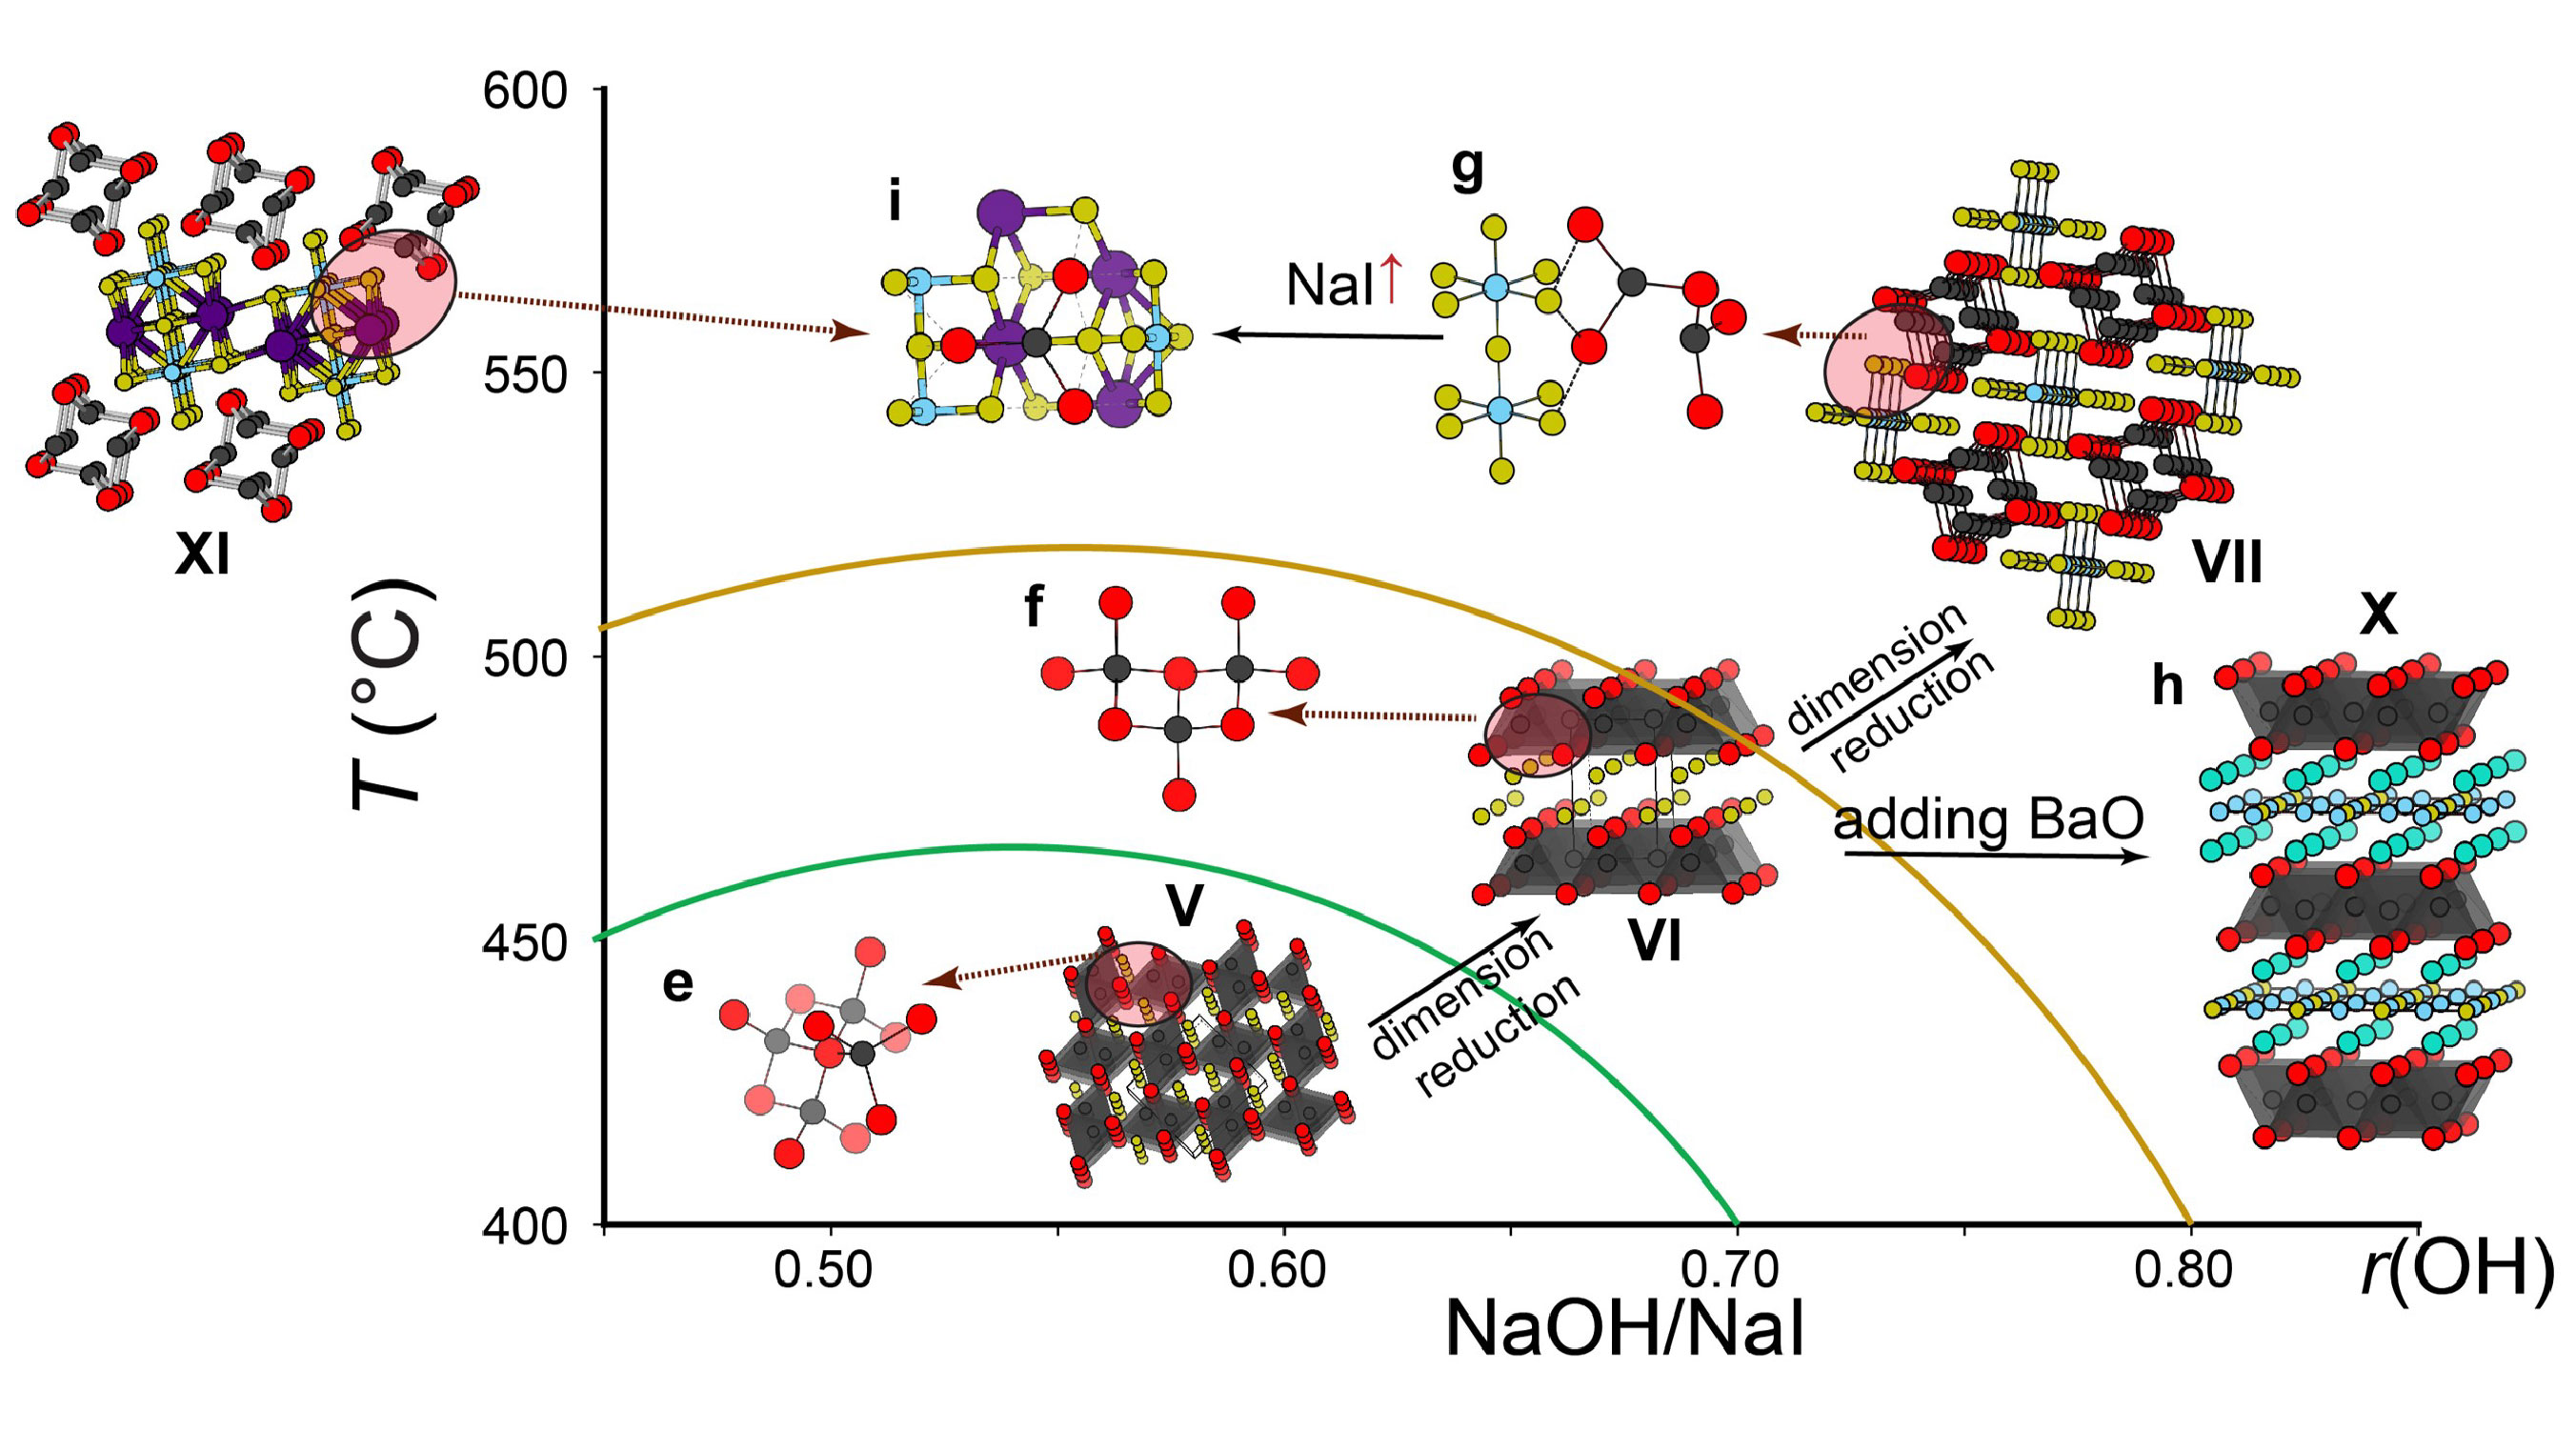 600
550
500
450
400
T (°C)
XI
i
NaI↑
g
VII
f
dimension
reduction
X
h
adding BaO
VI
V
e
dimension
reduction
0.50
0.60
0.70
0.80
r(OH)
NaOH/NaI